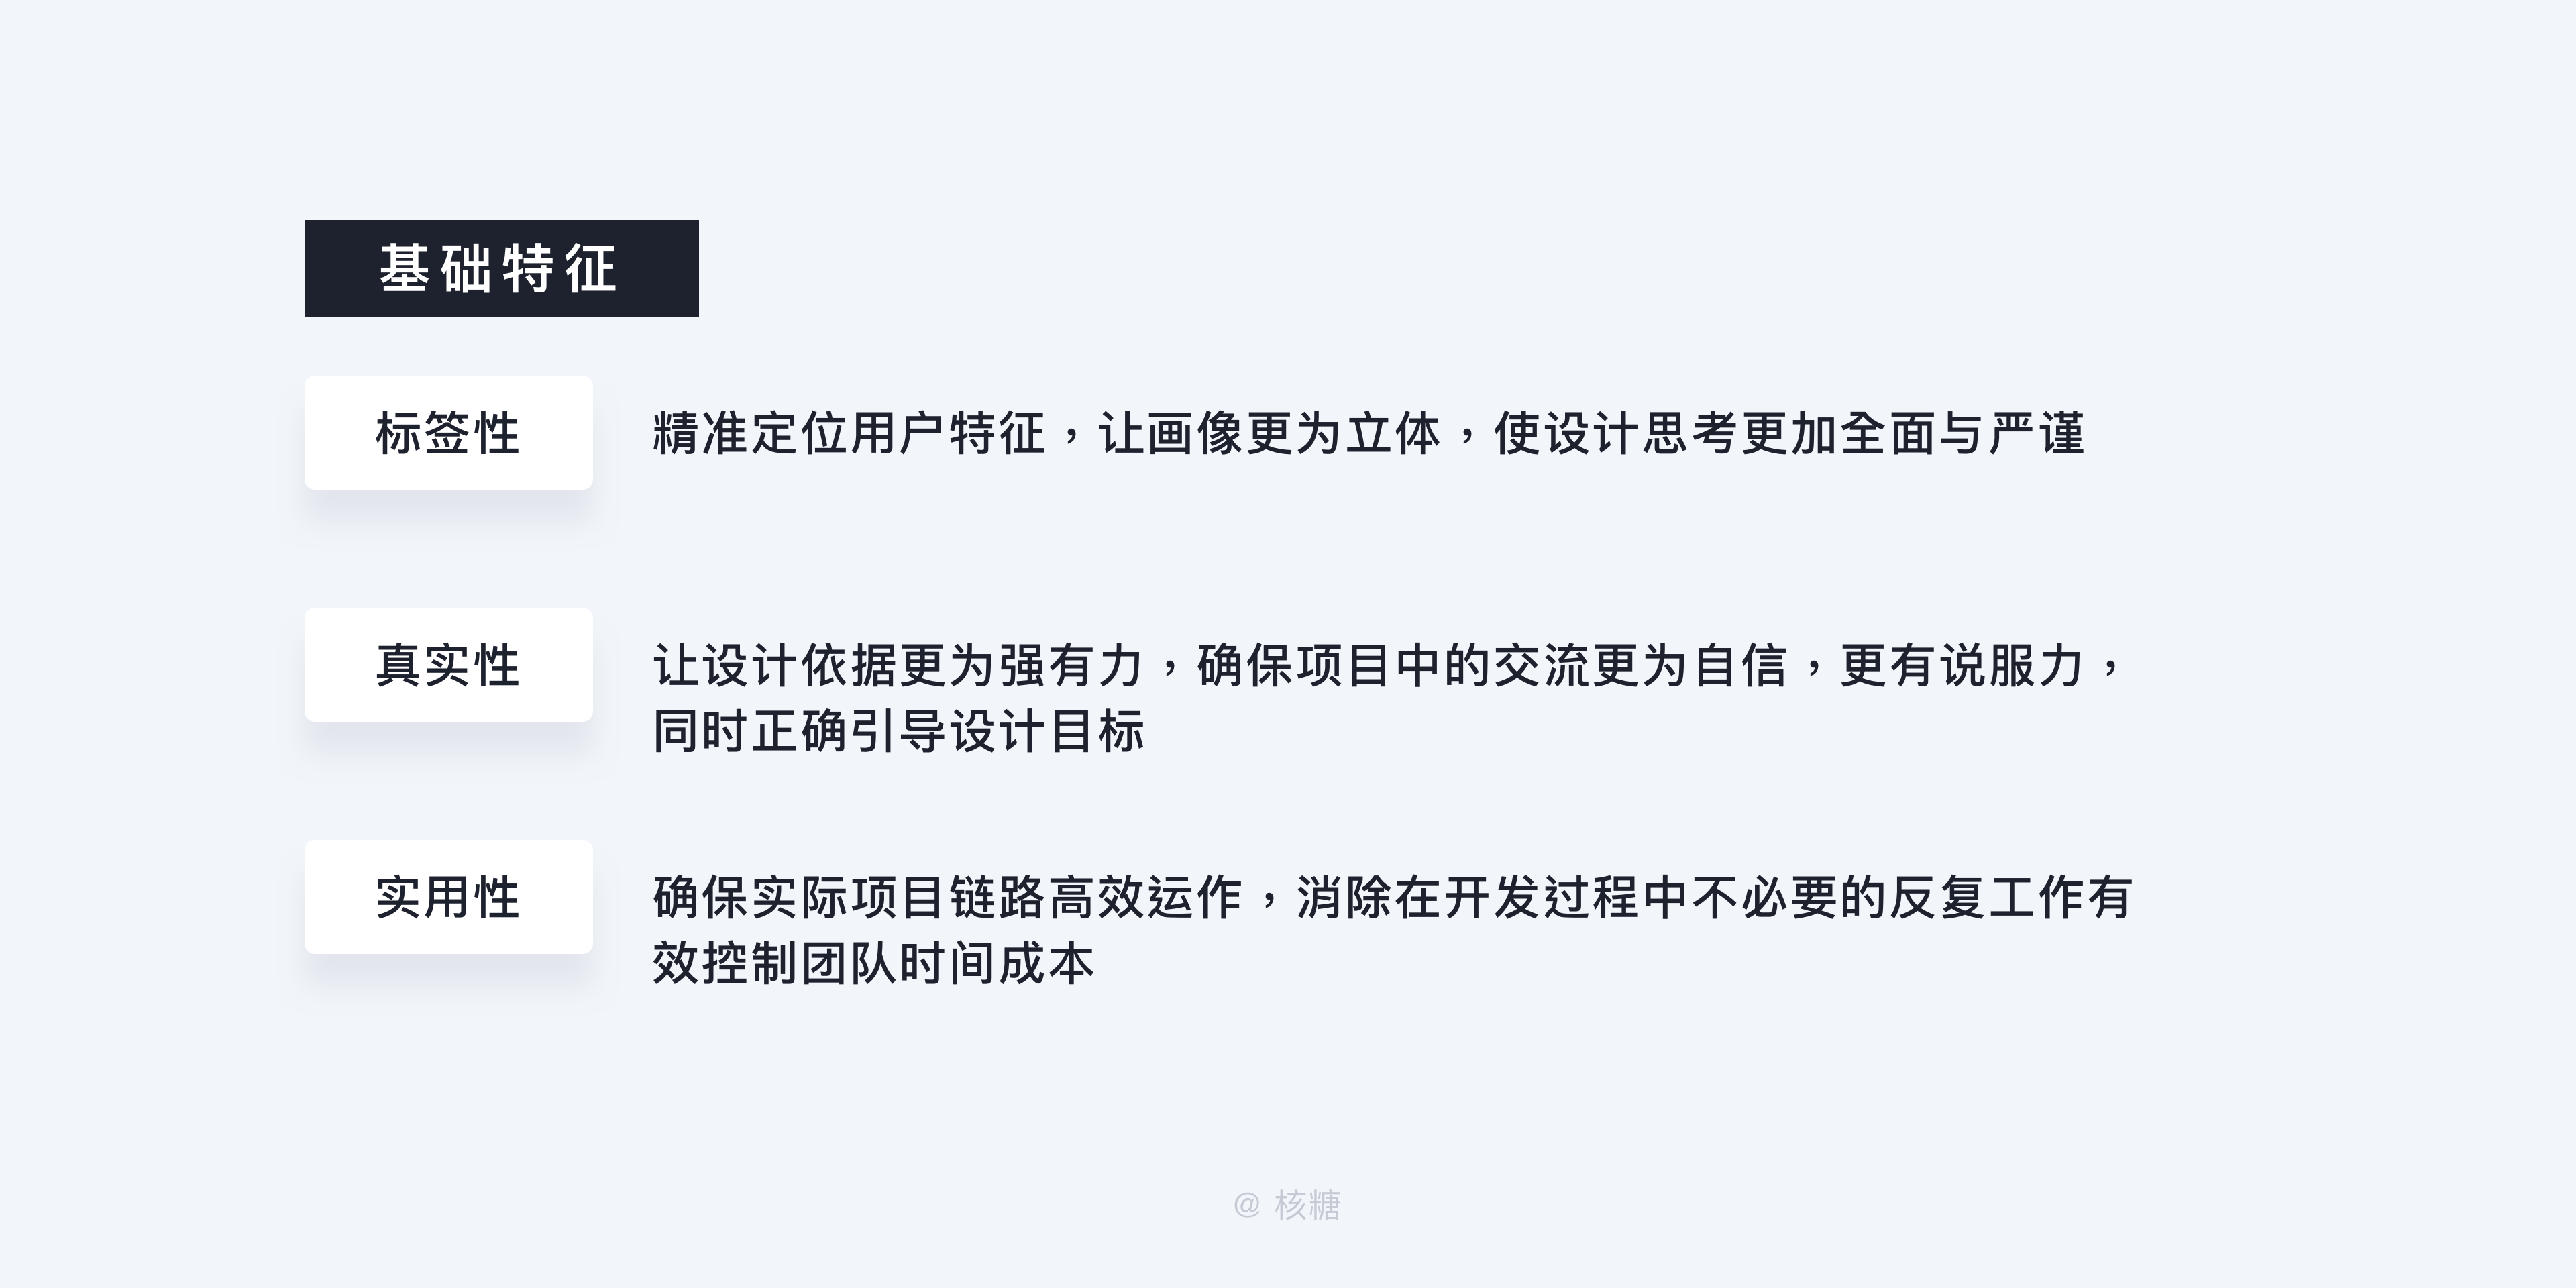 基础特征
标签性
精准定位用户特征，让画像更为立体，使设计思考更加全面与严谨
真实性
让设计依据更为强有力，确保项目中的交流更为自信，更有说服力，
同时正确引导设计目标
实用性
确保实际项目链路高效运作，消除在开发过程中不必要的反复工作有
效控制团队时间成本
@ 核糖